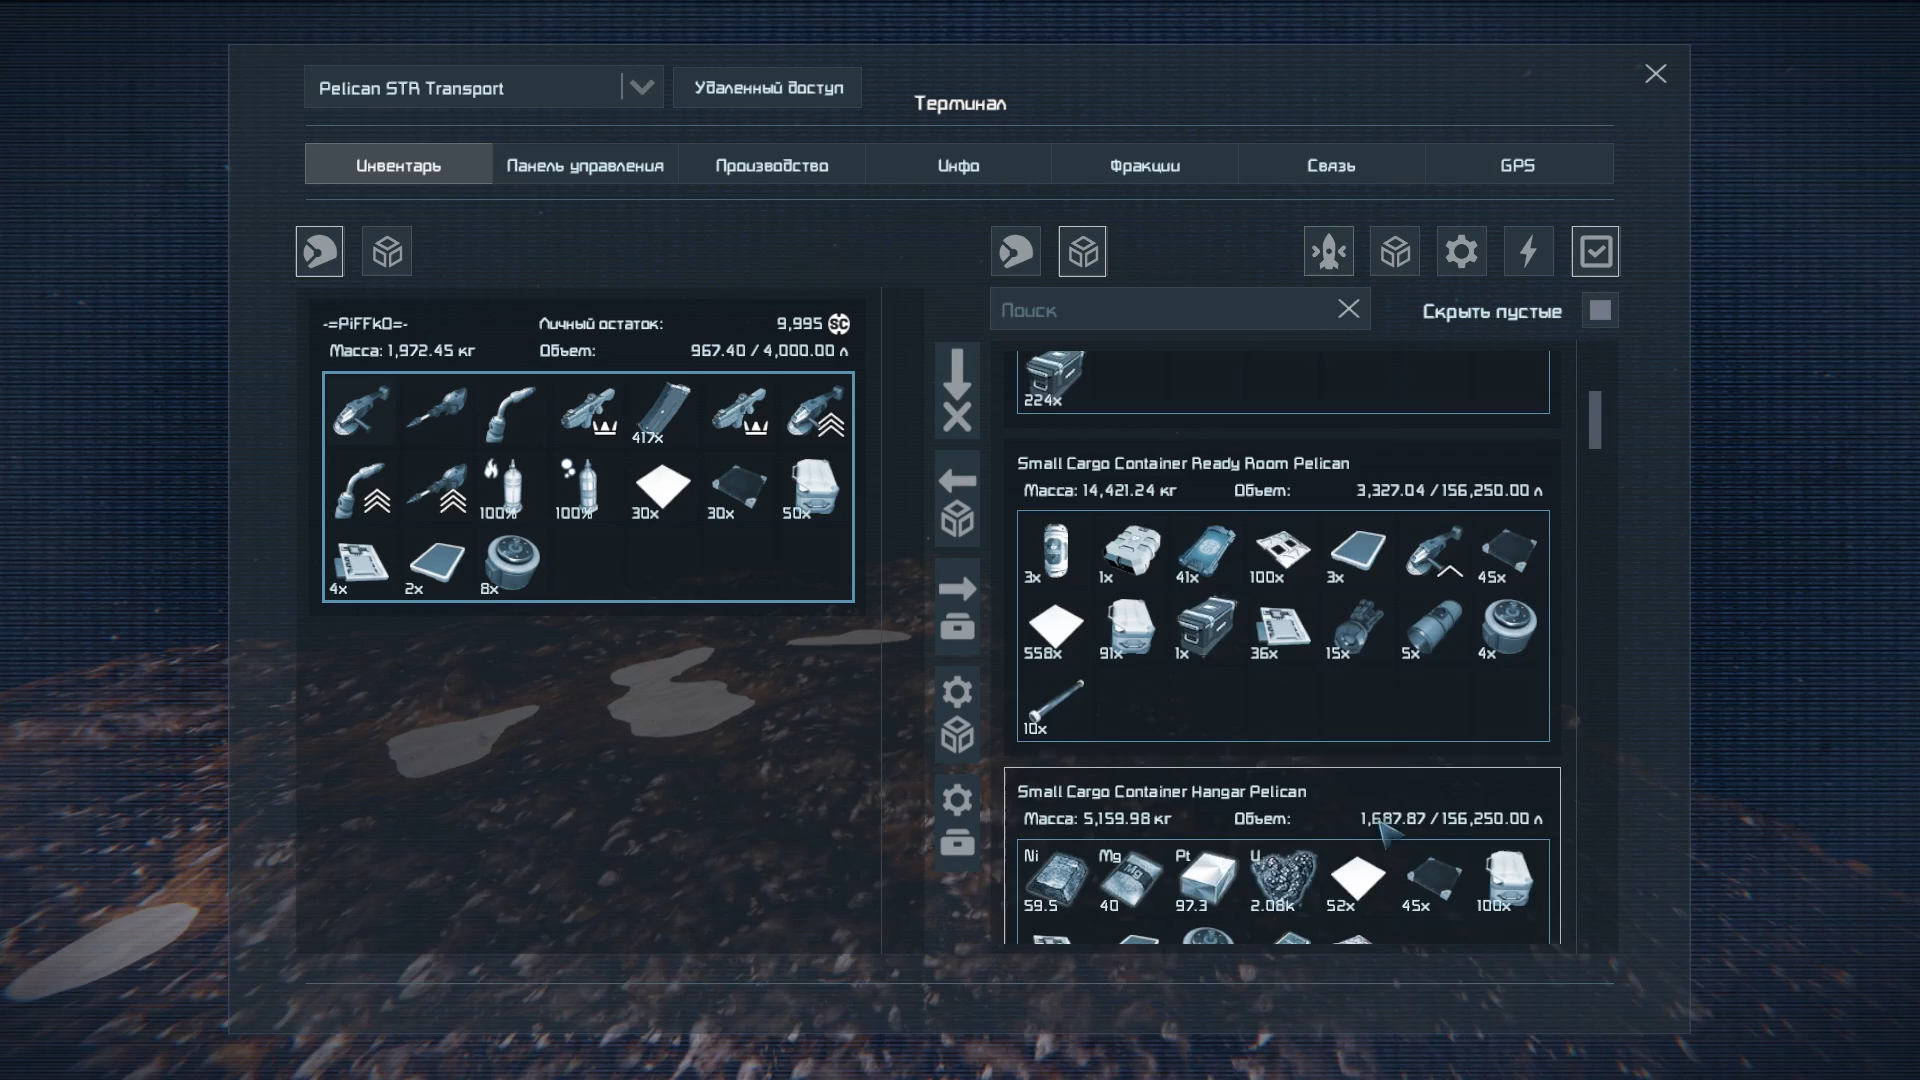 Pelican STR Transport
Удаленный доступ
Терминал
Инвентарь
Панель управления
Производство
Инфо
Фракции
Связь
GPS
Поиск
Скрыть пустые
-=PiFFkO=-
Личный остаток:
9,995 SC
Масса: 1,972.45 кг
Объем:
967.40 / 4,000.00 л
417x
100%
100%
30x
30x
50x
4x
2x
8x
224x
Small Cargo Container Ready Room Pelican
Масса: 14,421.24 кг
Объем:
3,327.04 / 156,250.00 л
3x
1x
41x
100x
3x
45x
558x
91x
1x
36x
15x
5x
4x
10x
Small Cargo Container Hangar Pelican
Масса: 5,159.98 кг
Объем:
1,687.87 / 156,250.00 л
Ni
Mg
Pt
U
Mg
59.5
40
97.3
2.08k
52x
45x
100x